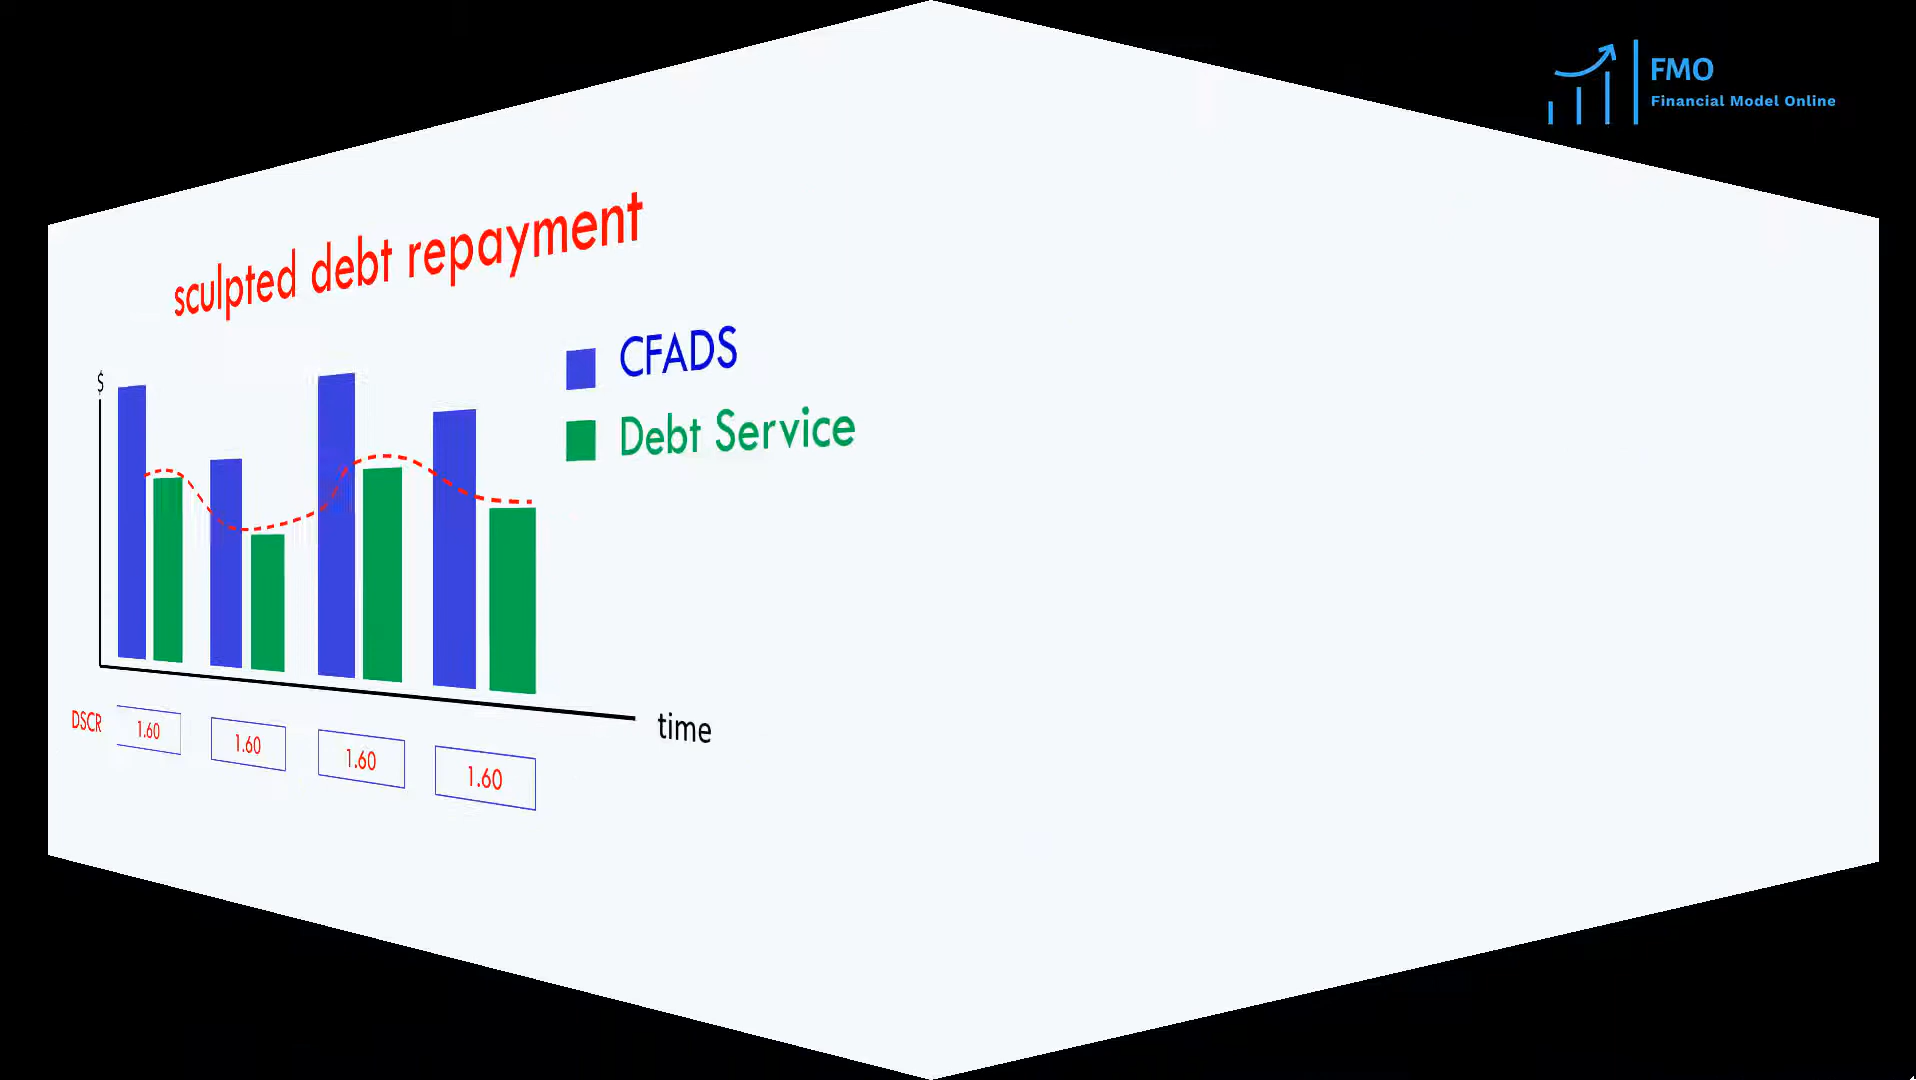 FMO
Financial Model Online
sculpted debt repayment
CFADS
Debt Service
$
time
DSCR
1.60
1.60
1.60
1.60